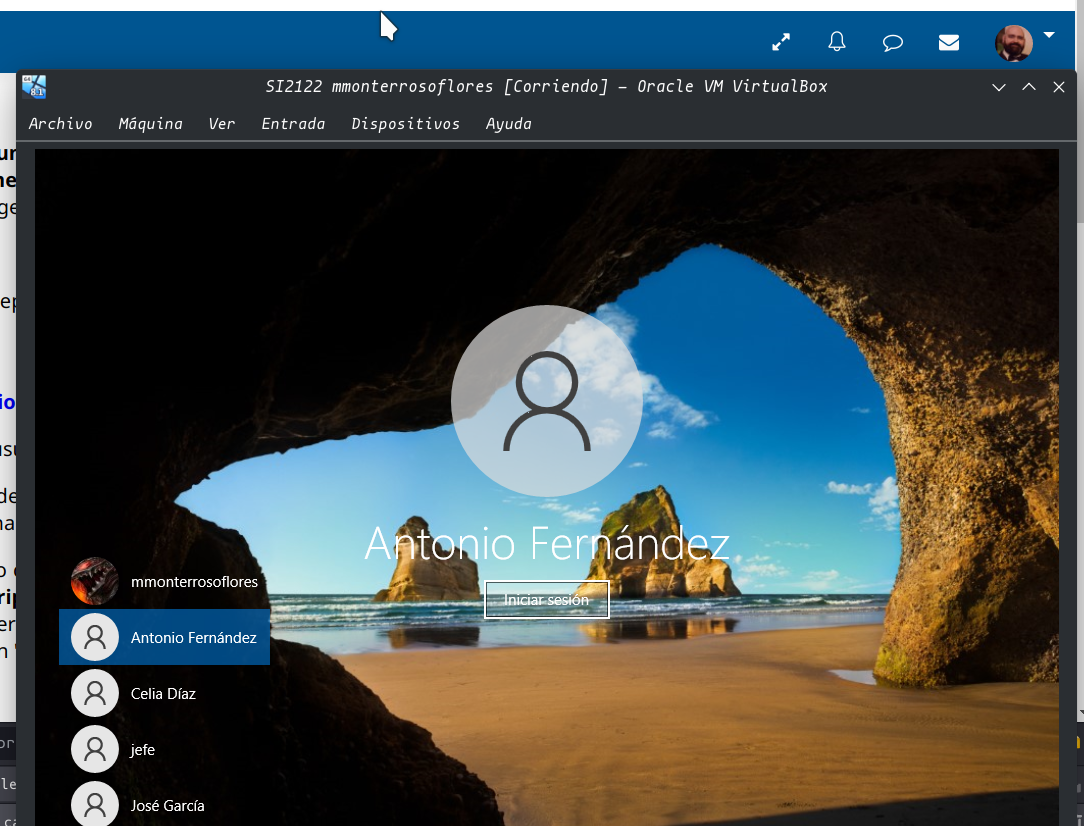 SI2122 mmonterrosoflores [Corriendo] – Oracle VM VirtualBox
Archivo Máquina Ver Entrada Dispositivos Ayuda
Antonio Fernández
Iniciar sesión
mmonterrosoflores
Antonio Fernández
Celia Díaz
jefe
José García